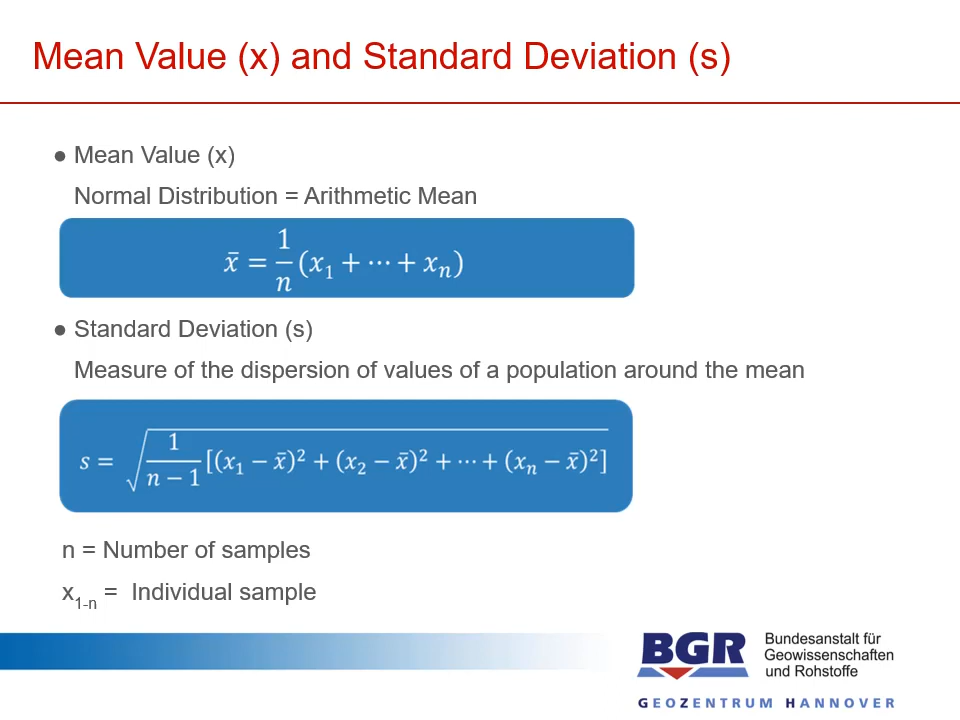 Mean Value (x) and Standard Deviation (s)
● Mean Value (x)
Normal Distribution = Arithmetic Mean
x̄ = 1/n (x₁ + ⋯ + xₙ)
● Standard Deviation (s)
Measure of the dispersion of values of a population around the mean
s = √(1/(n − 1) [(x₁ − x̄)² + (x₂ − x̄)² + ⋯ + (xₙ − x̄)²])
n = Number of samples
x1-n = Individual sample
BGR
Bundesanstalt für
Geowissenschaften
und Rohstoffe
GEOZENTRUM HANNOVER